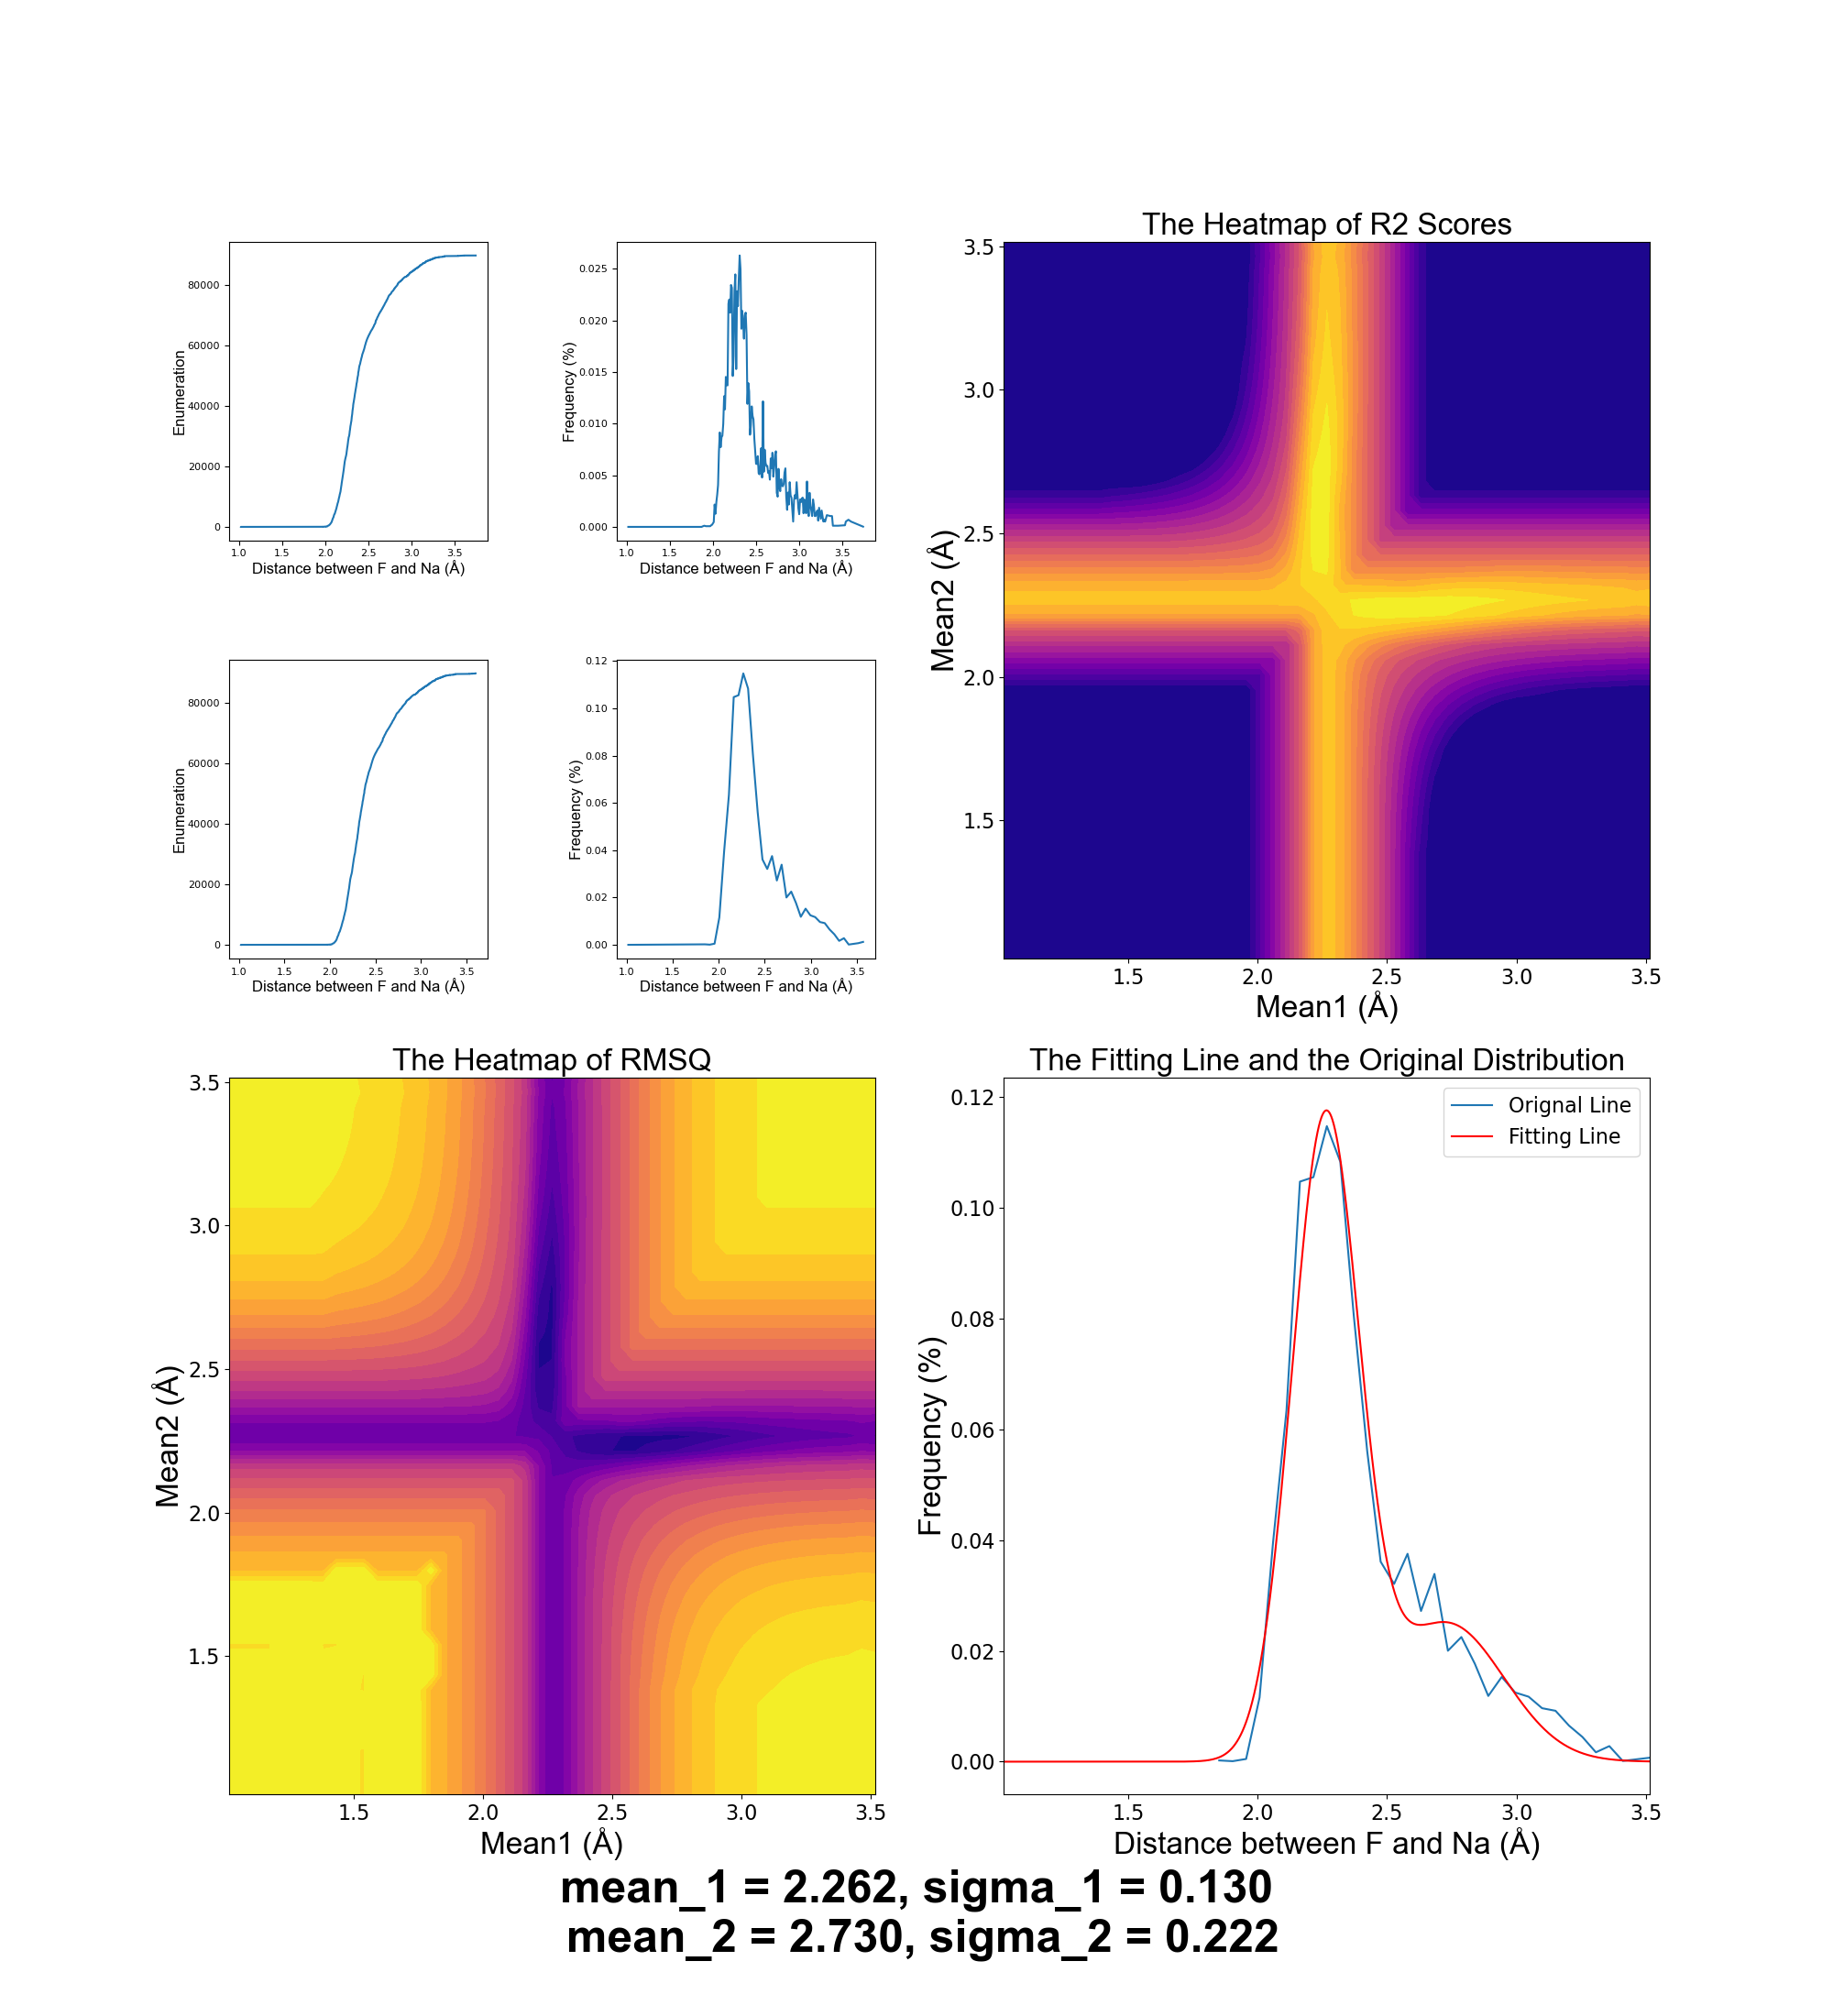 80000
60000
40000
20000
0
Enumeration
1.0 1.5 2.0 2.5 3.0 3.5
Distance between F and Na (Å)
0.025
0.020
0.015
0.010
0.005
0.000
Frequency (%)
1.0 1.5 2.0 2.5 3.0 3.5
Distance between F and Na (Å)
The Heatmap of R2 Scores
3.5
3.0
2.5
2.0
1.5
Mean2 (Å)
1.5 2.0 2.5 3.0 3.5
Mean1 (Å)
80000
60000
40000
20000
0
Enumeration
1.0 1.5 2.0 2.5 3.0 3.5
Distance between F and Na (Å)
0.12
0.10
0.08
0.06
0.04
0.02
0.00
Frequency (%)
1.0 1.5 2.0 2.5 3.0 3.5
Distance between F and Na (Å)
The Heatmap of RMSQ
3.5
3.0
2.5
2.0
1.5
Mean2 (Å)
1.5 2.0 2.5 3.0 3.5
Mean1 (Å)
The Fitting Line and the Original Distribution
Orignal Line
Fitting Line
0.12
0.10
0.08
0.06
0.04
0.02
0.00
Frequency (%)
1.5 2.0 2.5 3.0 3.5
Distance between F and Na (Å)
mean_1 = 2.262, sigma_1 = 0.130
mean_2 = 2.730, sigma_2 = 0.222